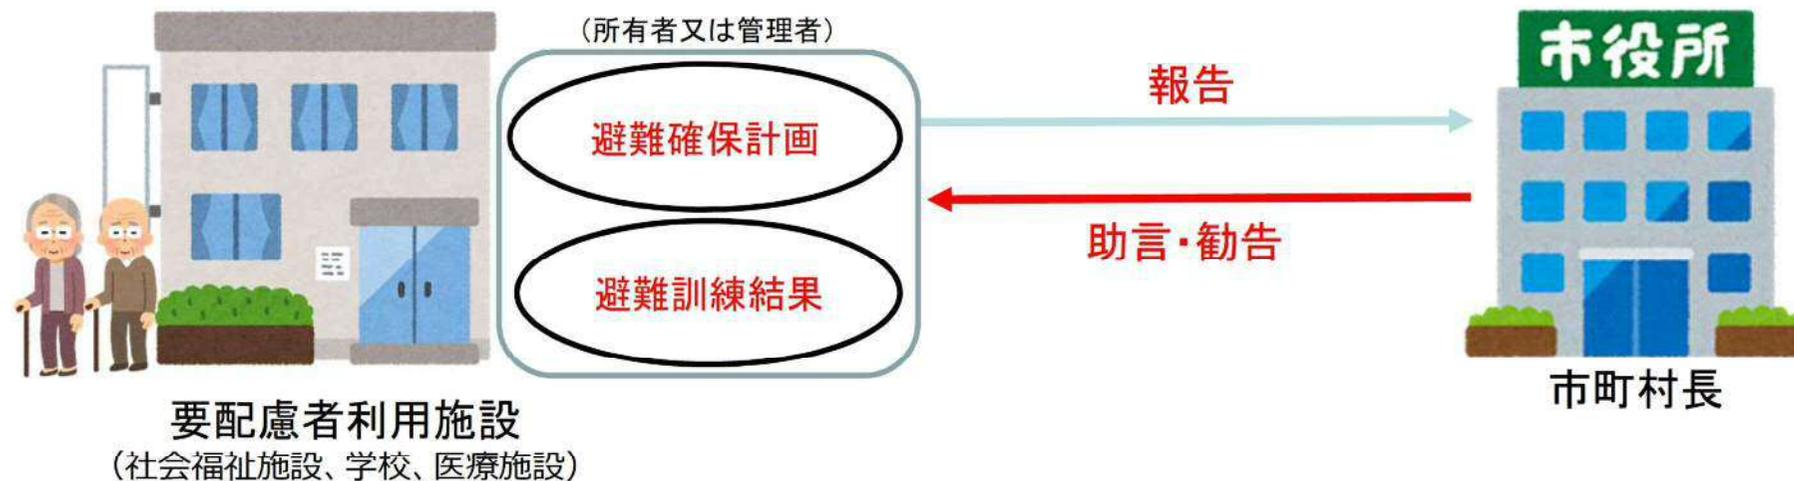 （所有者又は管理者）
避難確保計画
避難訓練結果
報告
助言・勧告
市役所
市町村長
要配慮者利用施設
（社会福祉施設、学校、医療施設）